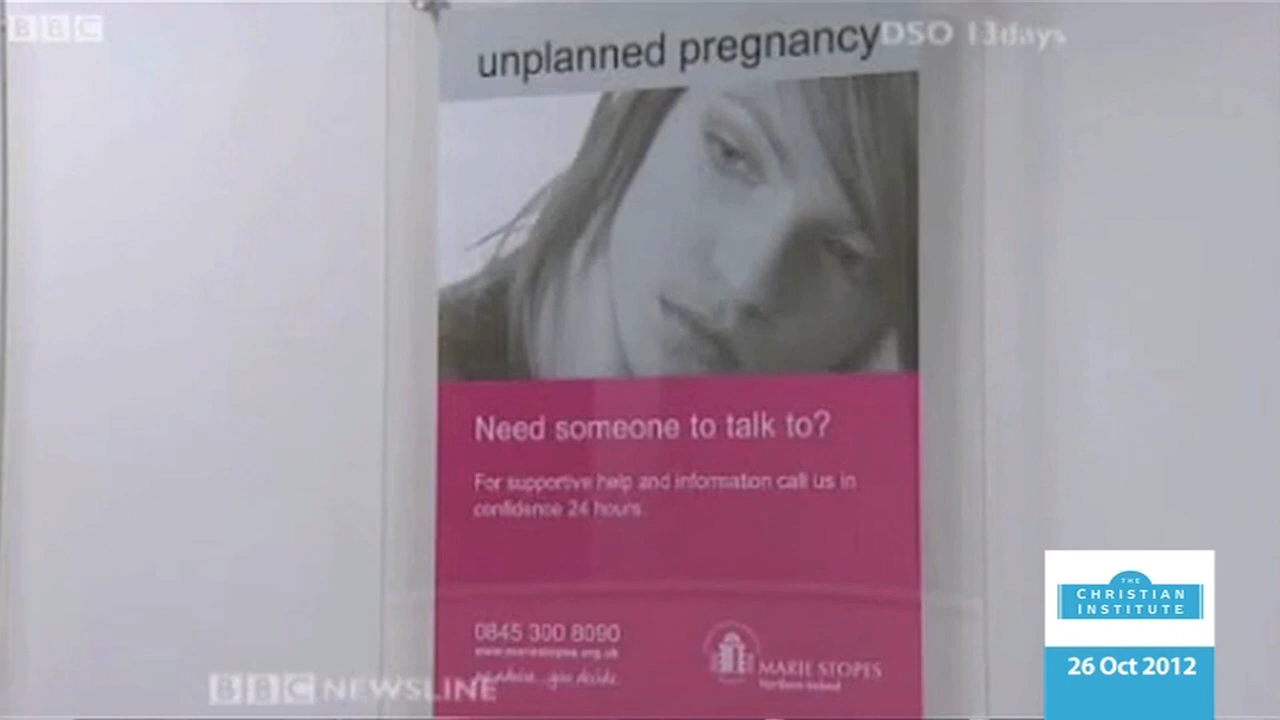 BBC
DSO 13days
unplanned pregnancy
Need someone to talk to?
For supportive help and information call us in
confidence 24 hours.
0845 300 8090
www.mariestopes.org.uk
MARIE STOPES
Northern Ireland
BBC NEWSLINE
THE
CHRISTIAN
INSTITUTE
26 Oct 2012